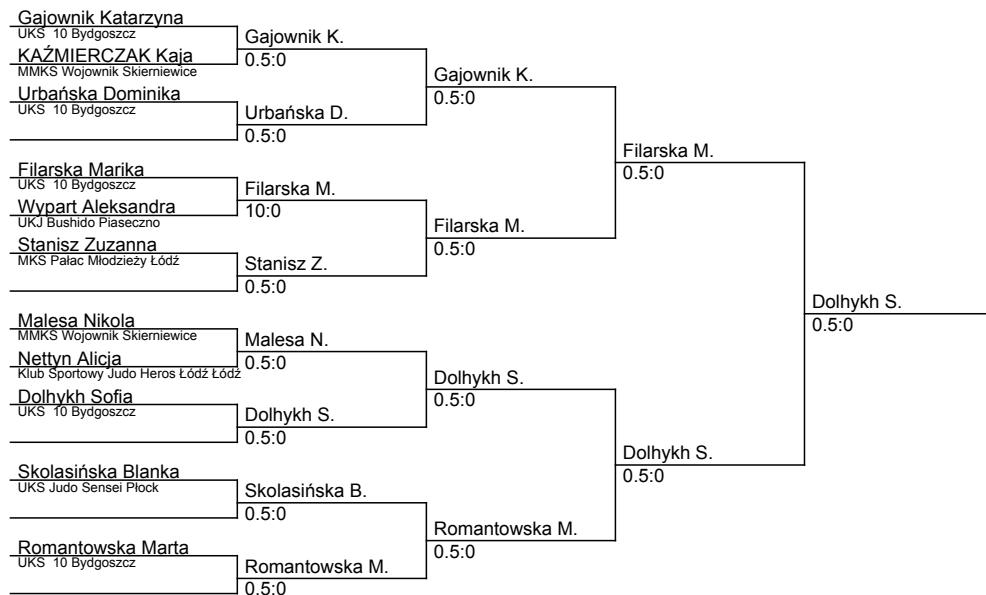 Gajownik Katarzyna
UKS 10 Bydgoszcz
KAŹMIERCZAK Kaja
MMKS Wojownik Skierniewice
Urbańska Dominika
UKS 10 Bydgoszcz
Filarska Marika
UKS 10 Bydgoszcz
Wypart Aleksandra
UKJ Bushido Piaseczno
Stanisz Zuzanna
MKS Pałac Młodzieży Łódź
Malesa Nikola
MMKS Wojownik Skierniewice
Nettyn Alicja
Klub Sportowy Judo Heros Łódź Łódź
Dolhykh Sofia
UKS 10 Bydgoszcz
Skolasińska Blanka
UKS Judo Sensei Płock
Romantowska Marta
UKS 10 Bydgoszcz
Gajownik K.
0.5:0
Urbańska D.
0.5:0
Filarska M.
10:0
Stanisz Z.
0.5:0
Malesa N.
0.5:0
Dolhykh S.
0.5:0
Skolasińska B.
0.5:0
Romantowska M.
0.5:0
Gajownik K.
0.5:0
Filarska M.
0.5:0
Dolhykh S.
0.5:0
Romantowska M.
0.5:0
Filarska M.
0.5:0
Dolhykh S.
0.5:0
Dolhykh S.
0.5:0